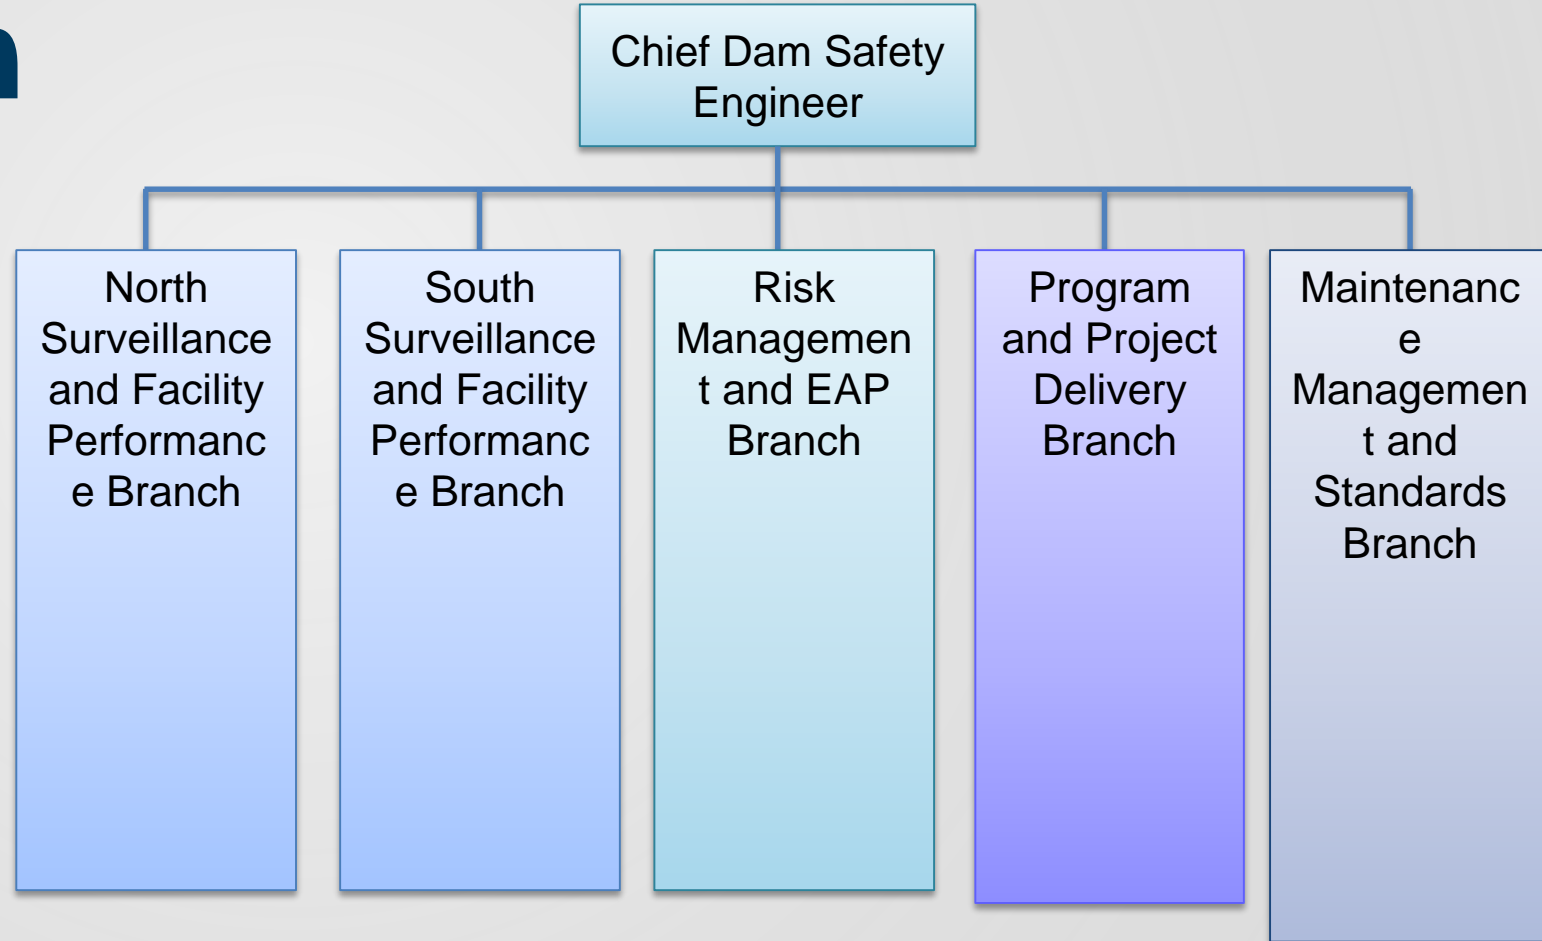 n
Chief Dam Safety
Engineer
North
Surveillance
and Facility
Performanc
e Branch
South
Surveillance
and Facility
Performanc
e Branch
Risk
Managemen
t and EAP
Branch
Program
and Project
Delivery
Branch
Maintenanc
e
Managemen
t and
Standards
Branch